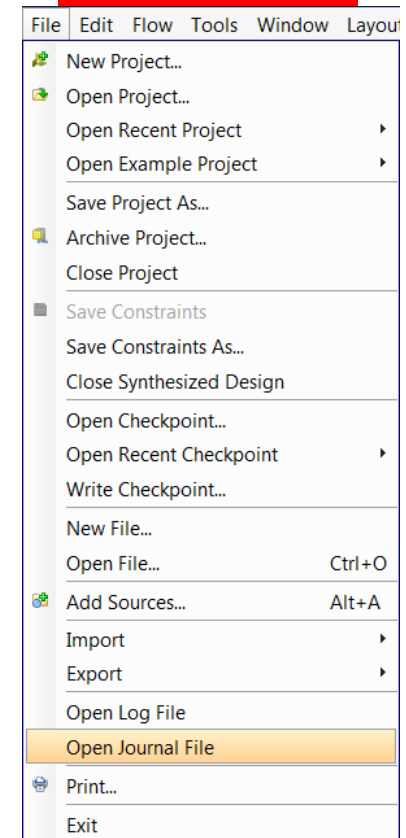 File Edit Flow Tools Window Layout
New Project...
Open Project...
Open Recent Project
Open Example Project
Save Project As...
Archive Project...
Close Project
Save Constraints
Save Constraints As...
Close Synthesized Design
Open Checkpoint...
Open Recent Checkpoint
Write Checkpoint...
New File...
Open File... Ctrl+O
Add Sources... Alt+A
Import
Export
Open Log File
Open Journal File
Print...
Exit